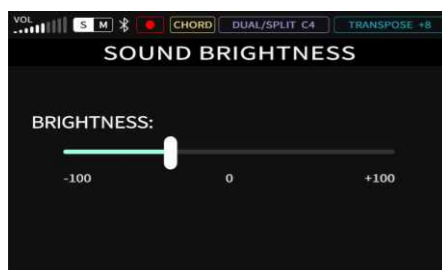 VOL S M CHORD DUAL/SPLIT C4 TRANSPOSE +8
SOUND BRIGHTNESS
BRIGHTNESS:
-100 0 +100